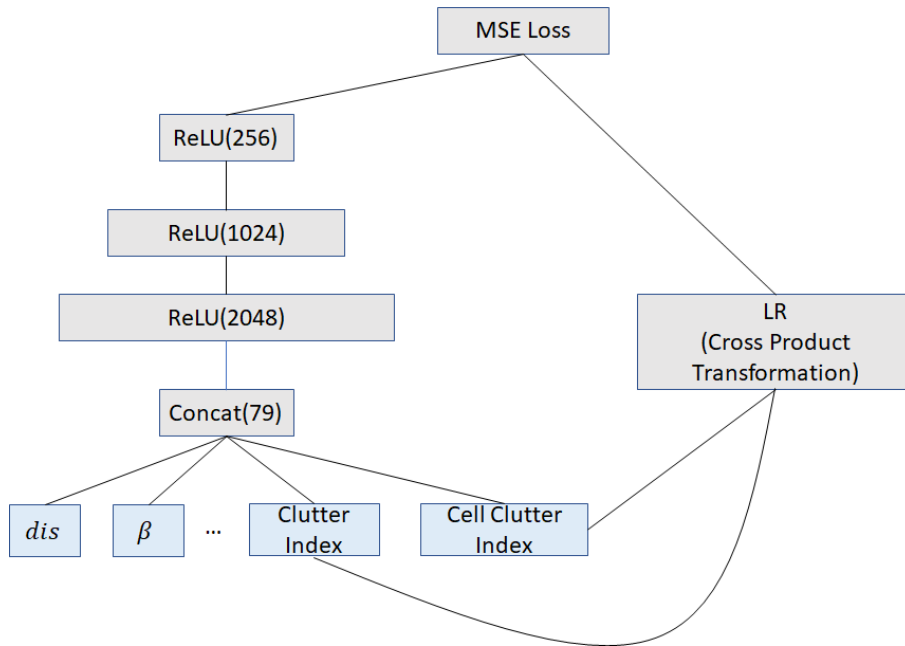 MSE Loss
ReLU(256)
ReLU(1024)
ReLU(2048)
LR
(Cross Product
Transformation)
Concat(79)
dis
β
...
Clutter
Index
Cell Clutter
Index